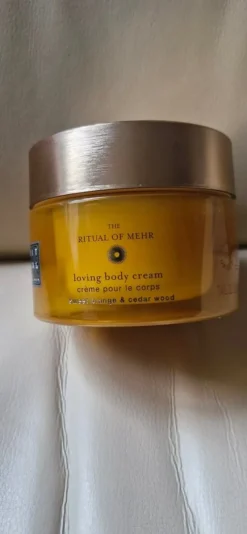 THE
RITUAL OF MEHR
loving body cream
crème pour le corps
& cedar wood